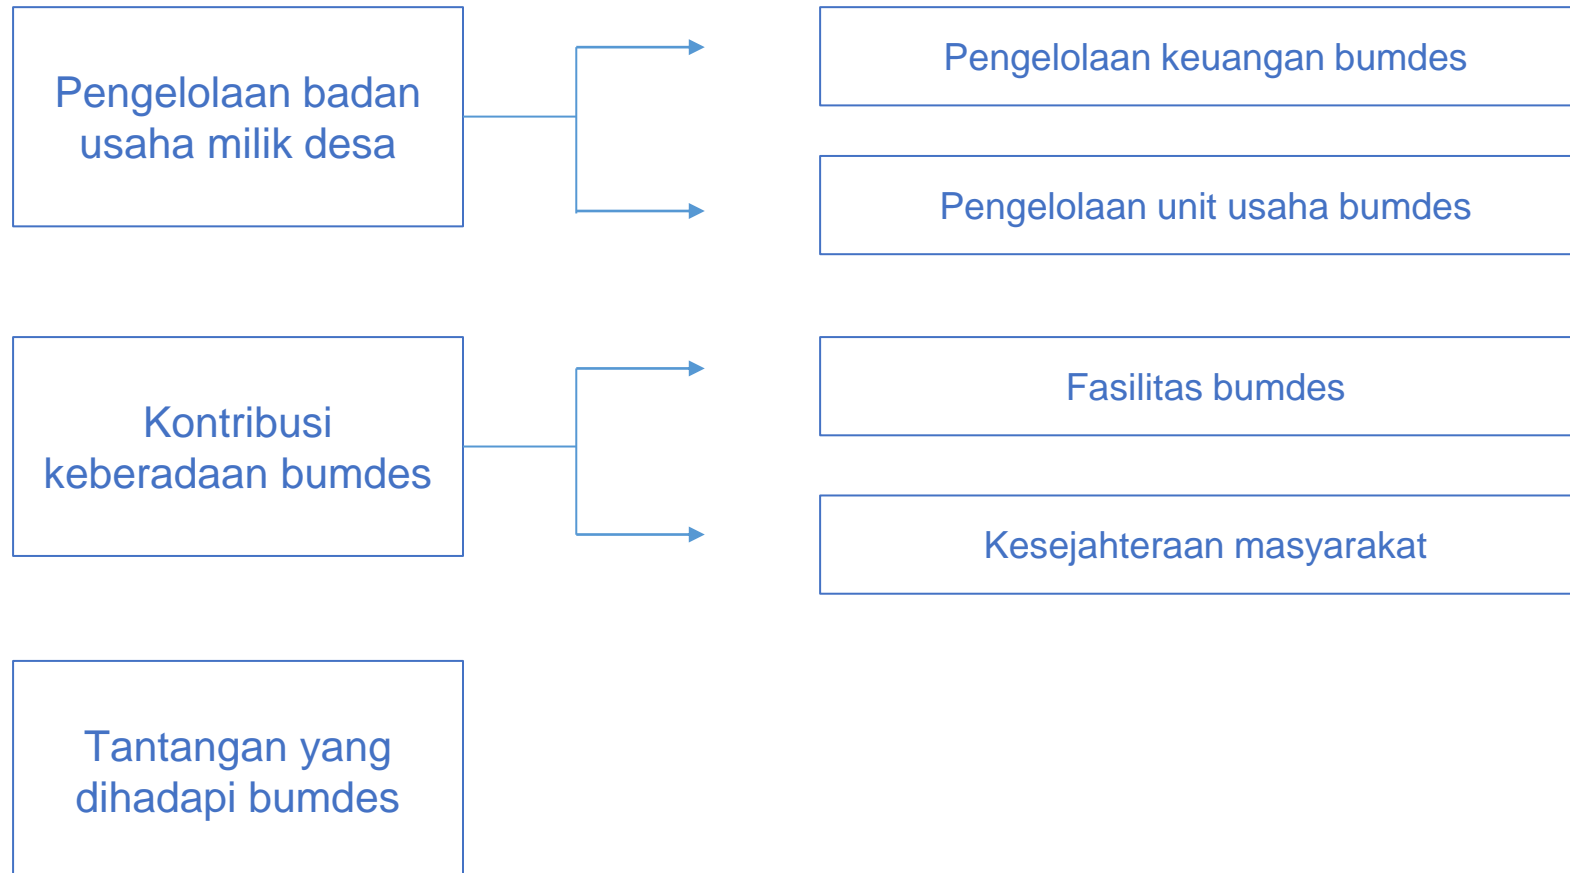 Pengelolaan badan
usaha milik desa
Pengelolaan keuangan bumdes
Pengelolaan unit usaha bumdes
Kontribusi
keberadaan bumdes
Fasilitas bumdes
Kesejahteraan masyarakat
Tantangan yang
dihadapi bumdes